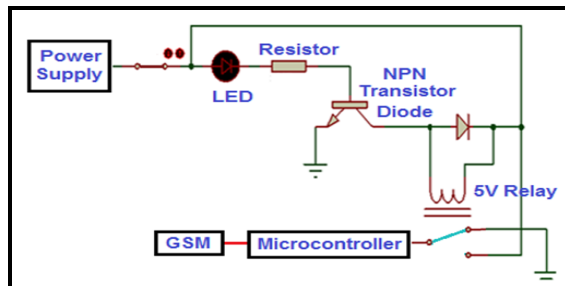 Power
Supply
LED
Resistor
NPN
Transistor
Diode
5V Relay
GSM
Microcontroller